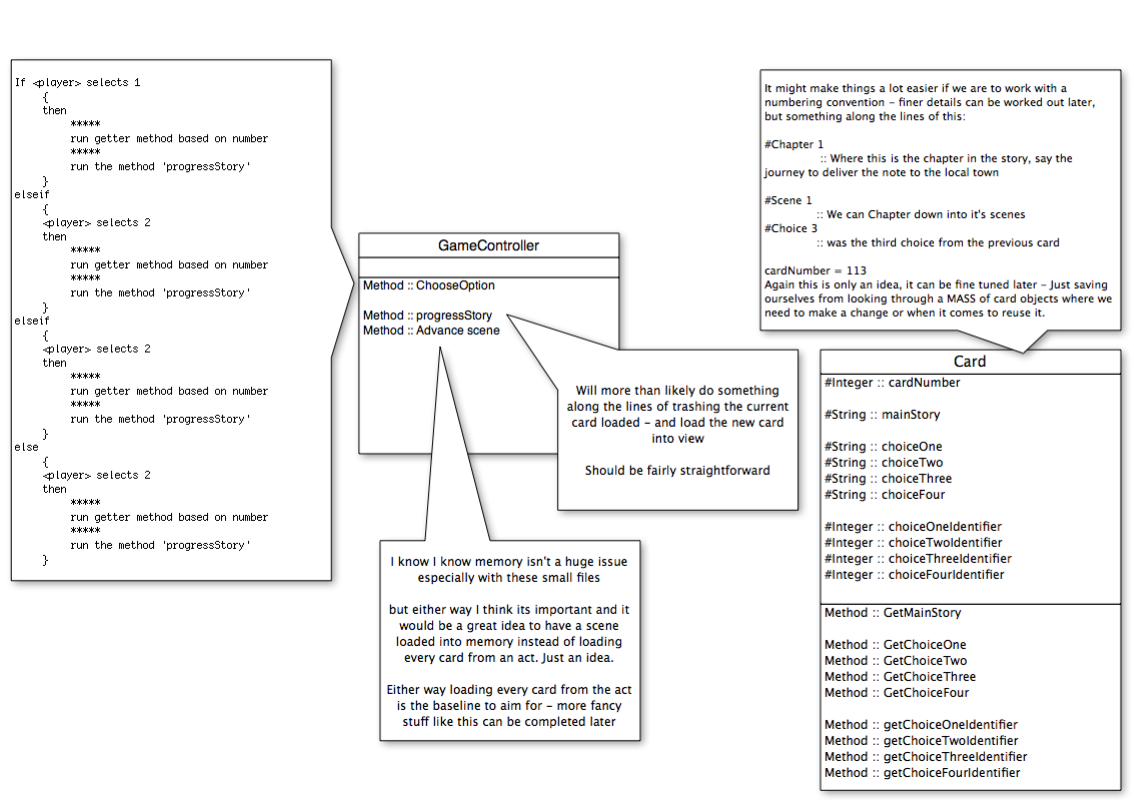 If <player> selects 1
{
then
*****
run getter method based on number
*****
run the method 'progressStory'
}
elseif
{
<player> selects 2
then
*****
run getter method based on number
*****
run the method 'progressStory'
}
elseif
{
<player> selects 2
then
*****
run getter method based on number
*****
run the method 'progressStory'
}
else
{
<player> selects 2
then
*****
run getter method based on number
*****
run the method 'progressStory'
}
GameController
Method :: ChooseOption
Method :: progressStory
Method :: Advance scene
Will more than likely do something
along the lines of trashing the current
card loaded – and load the new card
into view
Should be fairly straightforward
I know I know memory isn't a huge issue
especially with these small files
but either way I think its important and it
would be a great idea to have a scene
loaded into memory instead of loading
every card from an act. Just an idea.
Either way loading every card from the act
is the baseline to aim for – more fancy
stuff like this can be completed later
It might make things a lot easier if we are to work with a
numbering convention – finer details can be worked out later,
but something along the lines of this:
#Chapter 1
:: Where this is the chapter in the story, say the
journey to deliver the note to the local town
#Scene 1
:: We can Chapter down into it's scenes
#Choice 3
:: was the third choice from the previous card
cardNumber = 113
Again this is only an idea, it can be fine tuned later – Just saving
ourselves from looking through a MASS of card objects where we
need to make a change or when it comes to reuse it.
Card
#Integer :: cardNumber
#String :: mainStory
#String :: choiceOne
#String :: choiceTwo
#String :: choiceThree
#String :: choiceFour
#Integer :: choiceOneIdentifier
#Integer :: choiceTwoIdentifier
#Integer :: choiceThreeIdentifier
#Integer :: choiceFourIdentifier
Method :: GetMainStory
Method :: GetChoiceOne
Method :: GetChoiceTwo
Method :: GetChoiceThree
Method :: GetChoiceFour
Method :: getChoiceOneIdentifier
Method :: getChoiceTwoIdentifier
Method :: getChoiceThreeIdentifier
Method :: getChoiceFourIdentifier